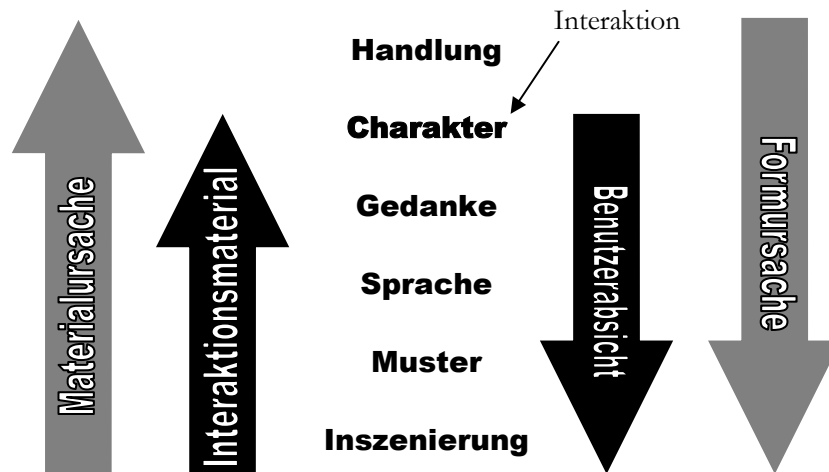 Interaktion
Handlung
Charakter
Gedanke
Sprache
Muster
Inszenierung
Materialursache
Interaktionsmaterial
Benutzerabsicht
Formursache